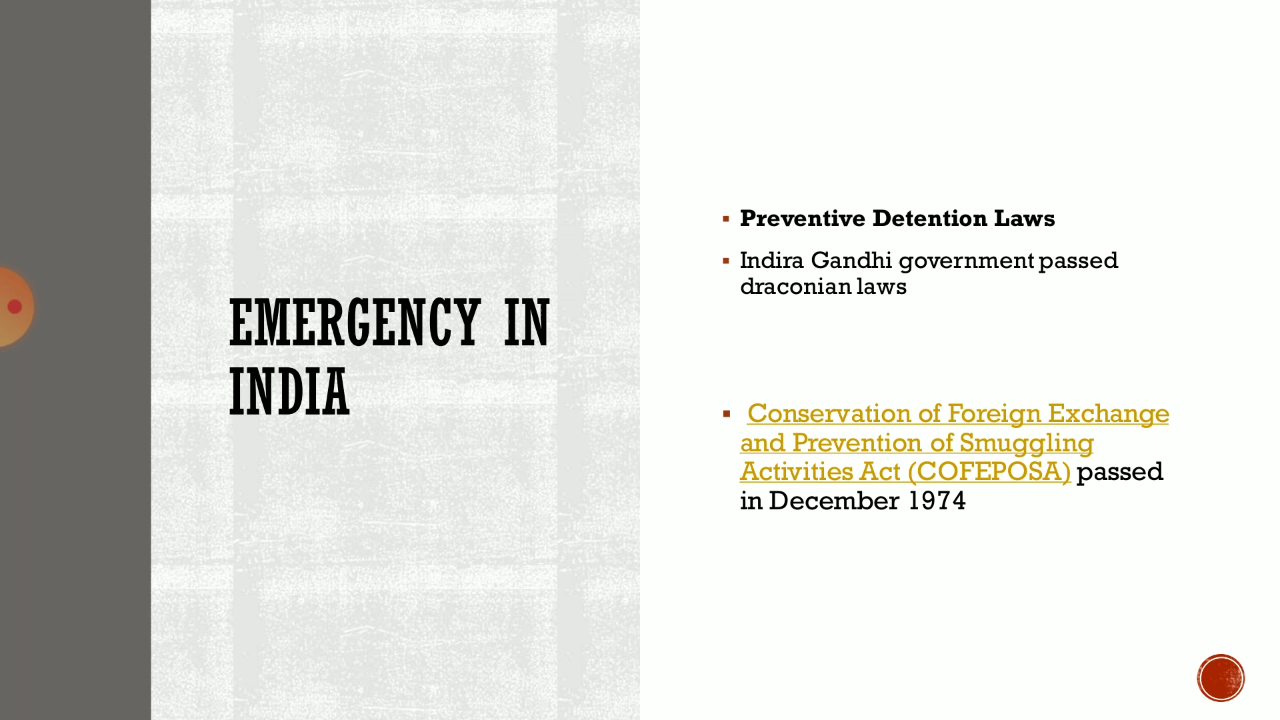 EMERGENCY IN
INDIA
▪ Preventive Detention Laws
▪ Indira Gandhi government passed
draconian laws
▪ Conservation of Foreign Exchange
and Prevention of Smuggling
Activities Act (COFEPOSA) passed
in December 1974